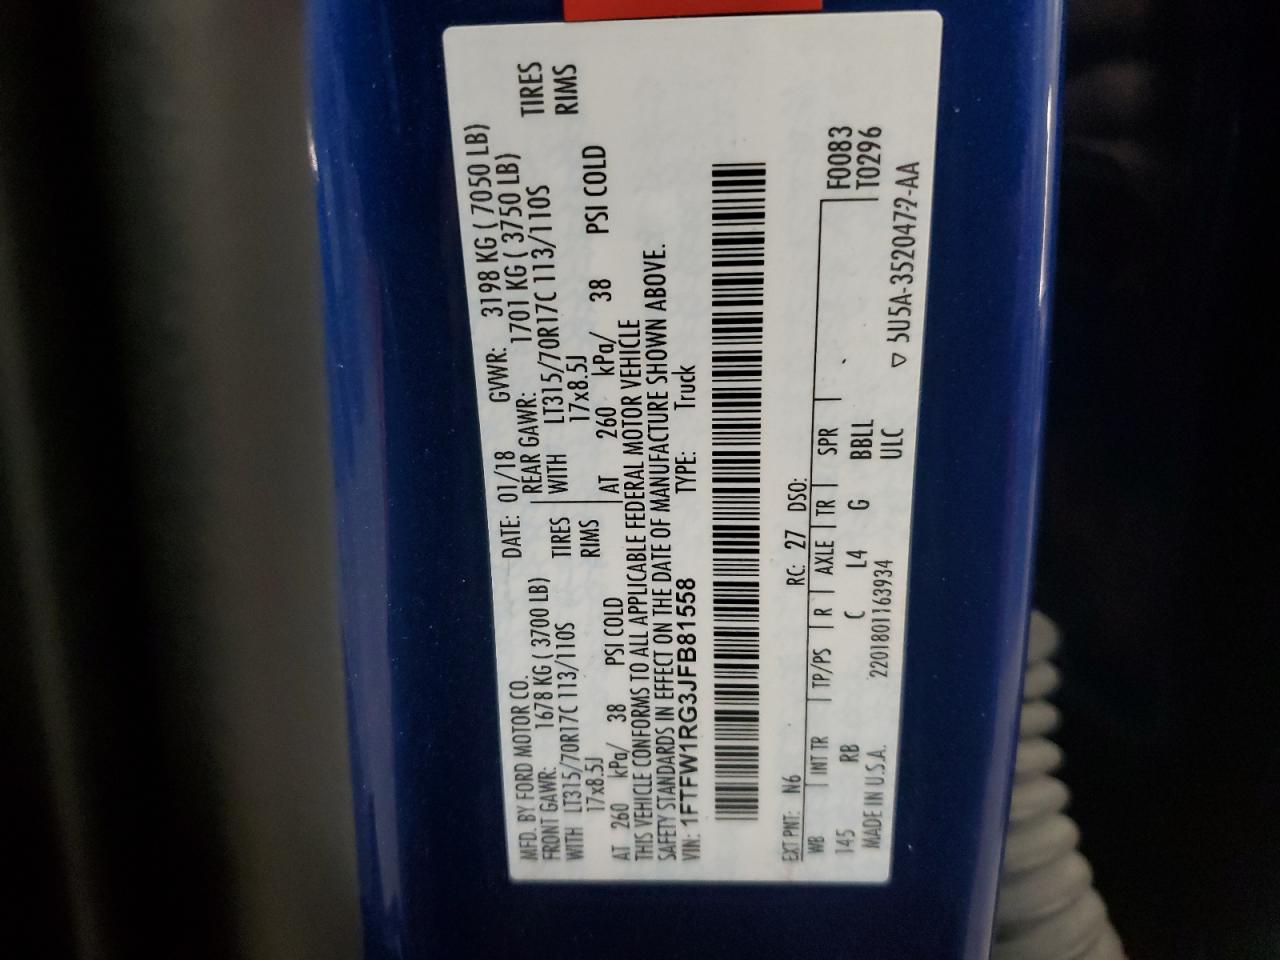 MFD. BY FORD MOTOR CO.
DATE: 01/18 GVWR: 3198 KG ( 7050 LB)
FRONT GAWR: 1678 KG ( 3700 LB)
REAR GAWR: 1701 KG ( 3750 LB)
WITH LT315/70R17C 113/110S TIRES
WITH LT315/70R17C 113/110S TIRES
17x8.5J RIMS
17x8.5J RIMS
AT 260 kPa/ 38 PSI COLD
AT 260 kPa/ 38 PSI COLD
THIS VEHICLE CONFORMS TO ALL APPLICABLE FEDERAL MOTOR VEHICLE
SAFETY STANDARDS IN EFFECT ON THE DATE OF MANUFACTURE SHOWN ABOVE.
VIN: 1FTFW1RG3JFB81558 TYPE: Truck
EXT PNT: N6 RC: 27 DSO:
WB INT TR TP/PS R AXLE TR SPR F0083
145 RB C L4 G BBLL T0296
MADE IN U.S.A. 2201801163934 ULC
▽ 5U5A-3520472-AA